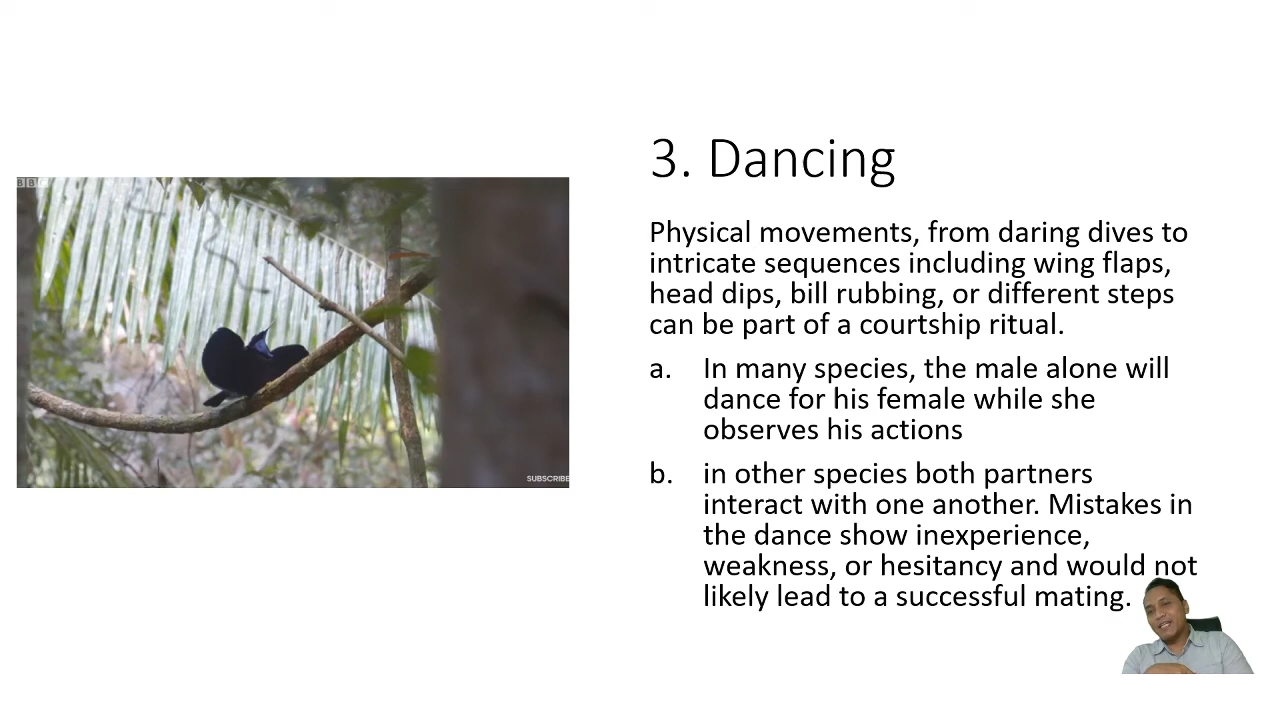 BBC
SUBSCRIBE
3. Dancing
Physical movements, from daring dives to
intricate sequences including wing flaps,
head dips, bill rubbing, or different steps
can be part of a courtship ritual.
a. In many species, the male alone will
dance for his female while she
observes his actions
b. in other species both partners
interact with one another. Mistakes in
the dance show inexperience,
weakness, or hesitancy and would not
likely lead to a successful mating.